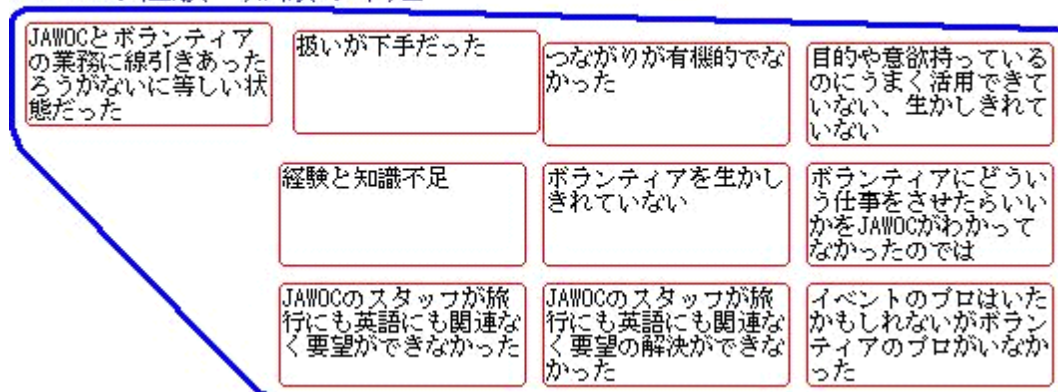 JAWOCとボランティア
の業務に線引きあった
ろうがないに等しい状
態だった
扱いが下手だった
つながりが有機的でな
かった
目的や意欲持っている
のにうまく活用できて
いない、生かしきれて
いない
経験と知識不足
ボランティアを生かし
きれていない
ボランティアにどうい
う仕事をさせたらいい
かをJAWOCがわかって
なかったのでは
JAWOCのスタッフが旅
行にも英語にも関連な
く要望ができなかった
JAWOCのスタッフが旅
行にも英語にも関連な
く要望の解決ができな
かった
イベントのプロはいた
かもしれないがボラン
ティアのプロがいなか
った